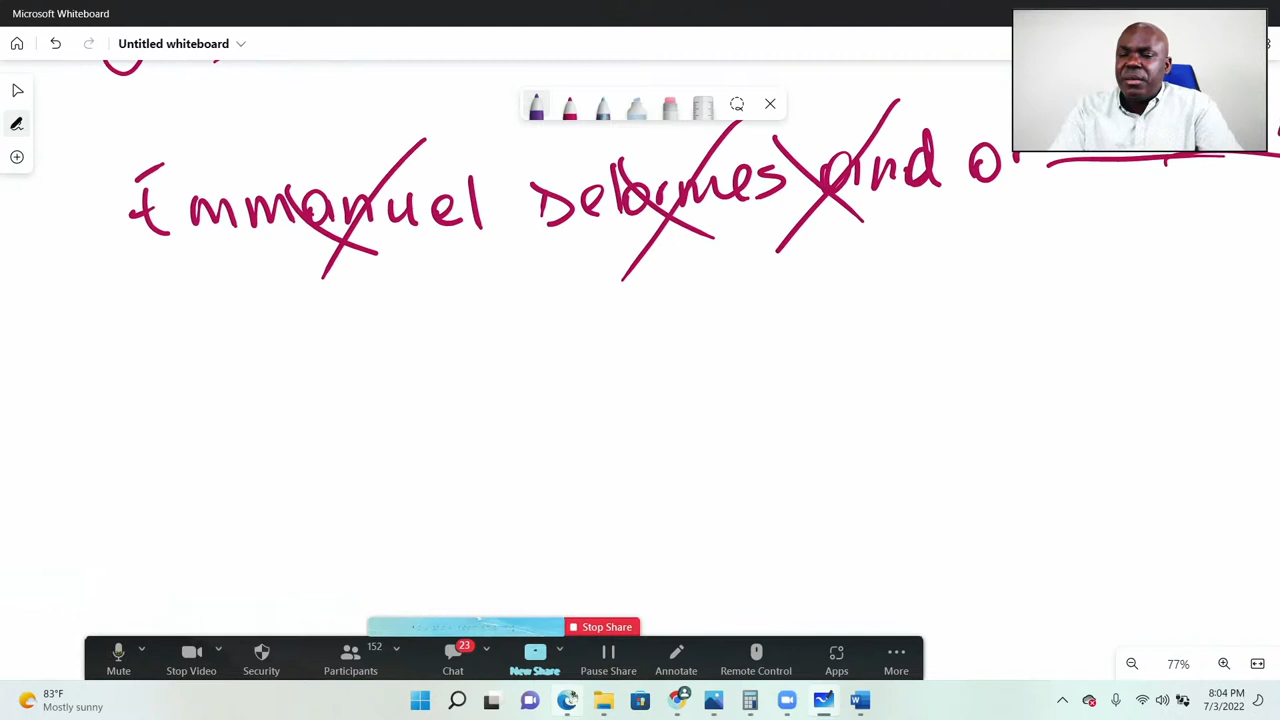 Microsoft Whiteboard
Untitled whiteboard
Emmanuel and
Stop Share
152
23
Mute
Stop Video
Security
Participants
Chat
New Share
Pause Share
Annotate
Remote Control
Apps
More
77%
83°F
Mostly sunny
8:04 PM
7/3/2022